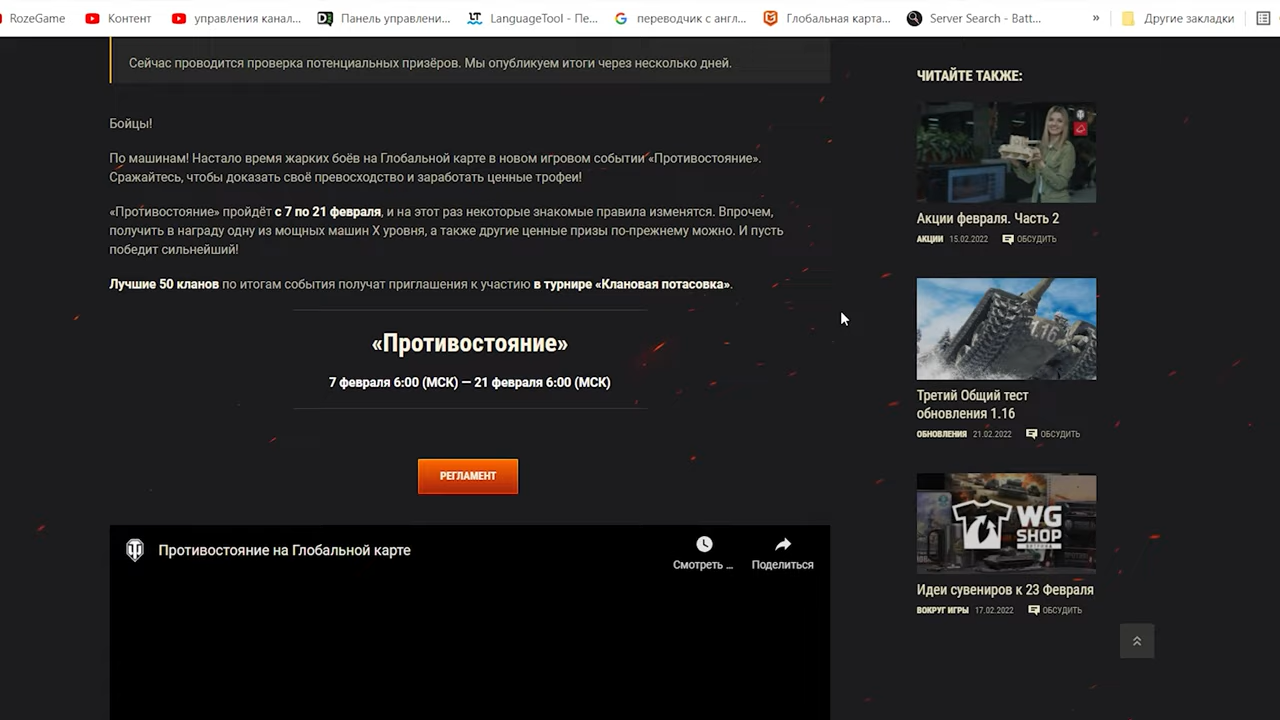 RozeGame
Контент
управления канал...
Панель управлени...
LanguageTool - Пе...
переводчик с англ...
Глобальная карта...
Server Search - Batt...
»
Другие закладки
Сейчас проводится проверка потенциальных призёров. Мы опубликуем итоги через несколько дней.
Бойцы!
По машинам! Настало время жарких боёв на Глобальной карте в новом игровом событии «Противостояние».
Сражайтесь, чтобы доказать своё превосходство и заработать ценные трофеи!
«Противостояние» пройдёт с 7 по 21 февраля, и на этот раз некоторые знакомые правила изменятся. Впрочем,
получить в награду одну из мощных машин X уровня, а также другие ценные призы по-прежнему можно. И пусть
победит сильнейший!
Лучшие 50 кланов по итогам события получат приглашения к участию в турнире «Клановая потасовка».
«Противостояние»
7 февраля 6:00 (МСК) — 21 февраля 6:00 (МСК)
РЕГЛАМЕНТ
Противостояние на Глобальной карте
Смотреть ...
Поделиться
ЧИТАЙТЕ ТАКЖЕ:
Акции февраля. Часть 2
АКЦИИ 15.02.2022 ОБСУДИТЬ
1.16
Третий Общий тест
обновления 1.16
ОБНОВЛЕНИЯ 21.02.2022 ОБСУДИТЬ
WG
SHOP
Идеи сувениров к 23 Февраля
ВОКРУГ ИГРЫ 17.02.2022 ОБСУДИТЬ